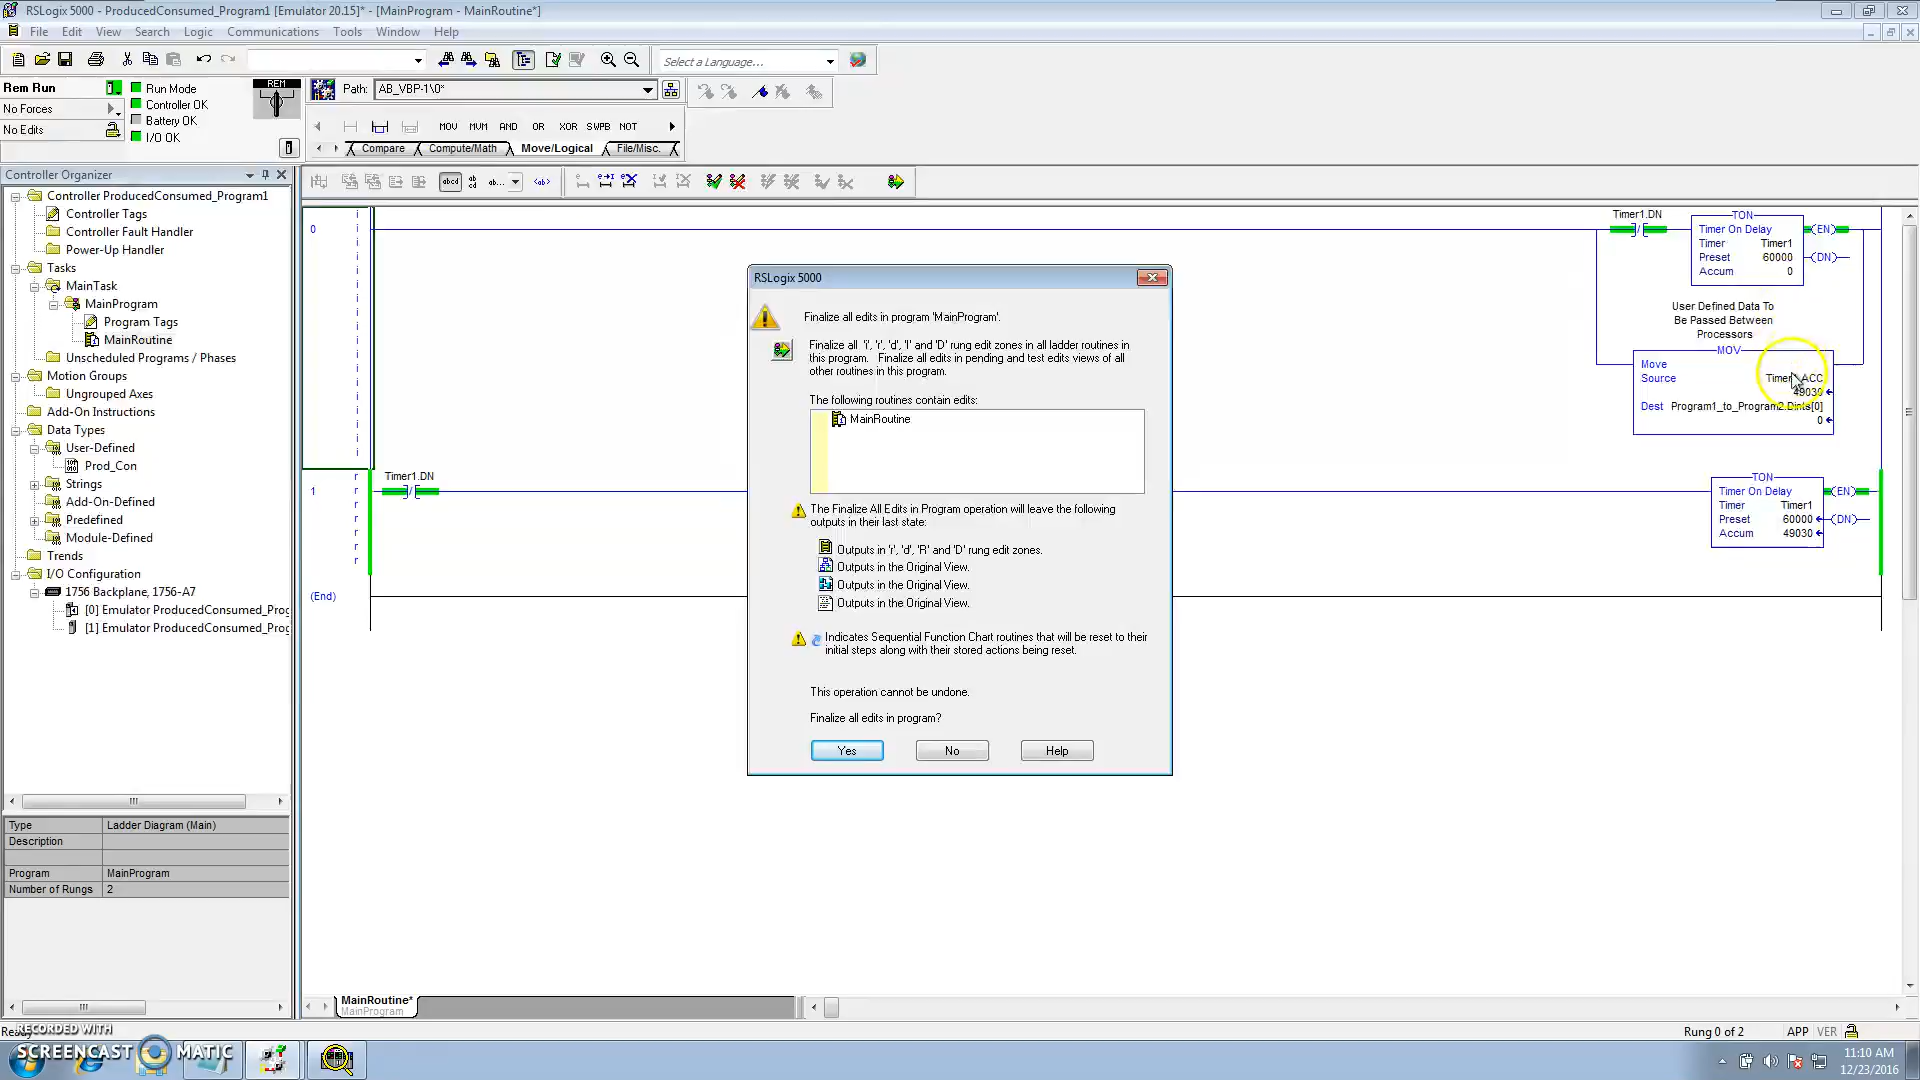 RSLogix 5000 - ProducedConsumed_Program1 [Emulator 20.15]* - [MainProgram - MainRoutine*]
File Edit View Search Logic Communications Tools Window Help
Select a Language...
Rem Run
No Forces
No Edits
Run Mode
Controller OK
Battery OK
I/O OK
REM
Path: AB_VBP-1\0*
MOV MVM AND OR XOR SWPB NOT
Compare Compute/Math Move/Logical File/Misc.
Controller Organizer
Controller ProducedConsumed_Program1
Controller Tags
Controller Fault Handler
Power-Up Handler
Tasks
MainTask
MainProgram
Program Tags
MainRoutine
Unscheduled Programs / Phases
Motion Groups
Ungrouped Axes
Add-On Instructions
Data Types
User-Defined
Prod_Con
Strings
Add-On-Defined
Predefined
Module-Defined
Trends
I/O Configuration
1756 Backplane, 1756-A7
[0] Emulator ProducedConsumed_Prog
[1] Emulator ProducedConsumed_Prog
Type Ladder Diagram (Main)
Description
Program MainProgram
Number of Rungs 2
abcd ab cd ab... <ab>
0
i
i
i
i
i
i
Timer1.DN
TON
Timer On Delay
Timer Timer1
Preset 60000
Accum 0
(EN)
(DN)
User Defined Data To
Be Passed Between
Processors
MOV
Move
Source Timer1.ACC
49030
Dest Program1_to_Program2.Dints[0]
0
1
r
r
r
r
r
r
r
Timer1.DN
TON
Timer On Delay
Timer Timer1
Preset 60000
Accum 49030
(EN)
(DN)
(End)
RSLogix 5000
Finalize all edits in program 'MainProgram'.
Finalize all 'i', 'r', 'd', 'I' and 'D' rung edit zones in all ladder routines in
this program. Finalize all edits in pending and test edits views of all
other routines in this program.
The following routines contain edits:
MainRoutine
The Finalize All Edits in Program operation will leave the following
outputs in their last state:
Outputs in 'r', 'd', 'R' and 'D' rung edit zones.
Outputs in the Original View.
Outputs in the Original View.
Outputs in the Original View.
Indicates Sequential Function Chart routines that will be reset to their
initial steps along with their stored actions being reset.
This operation cannot be undone.
Finalize all edits in program?
Yes No Help
MainRoutine*
MainProgram
Rung 0 of 2 APP VER
RECORDED WITH
SCREENCAST MATIC
11:10 AM
12/23/2016